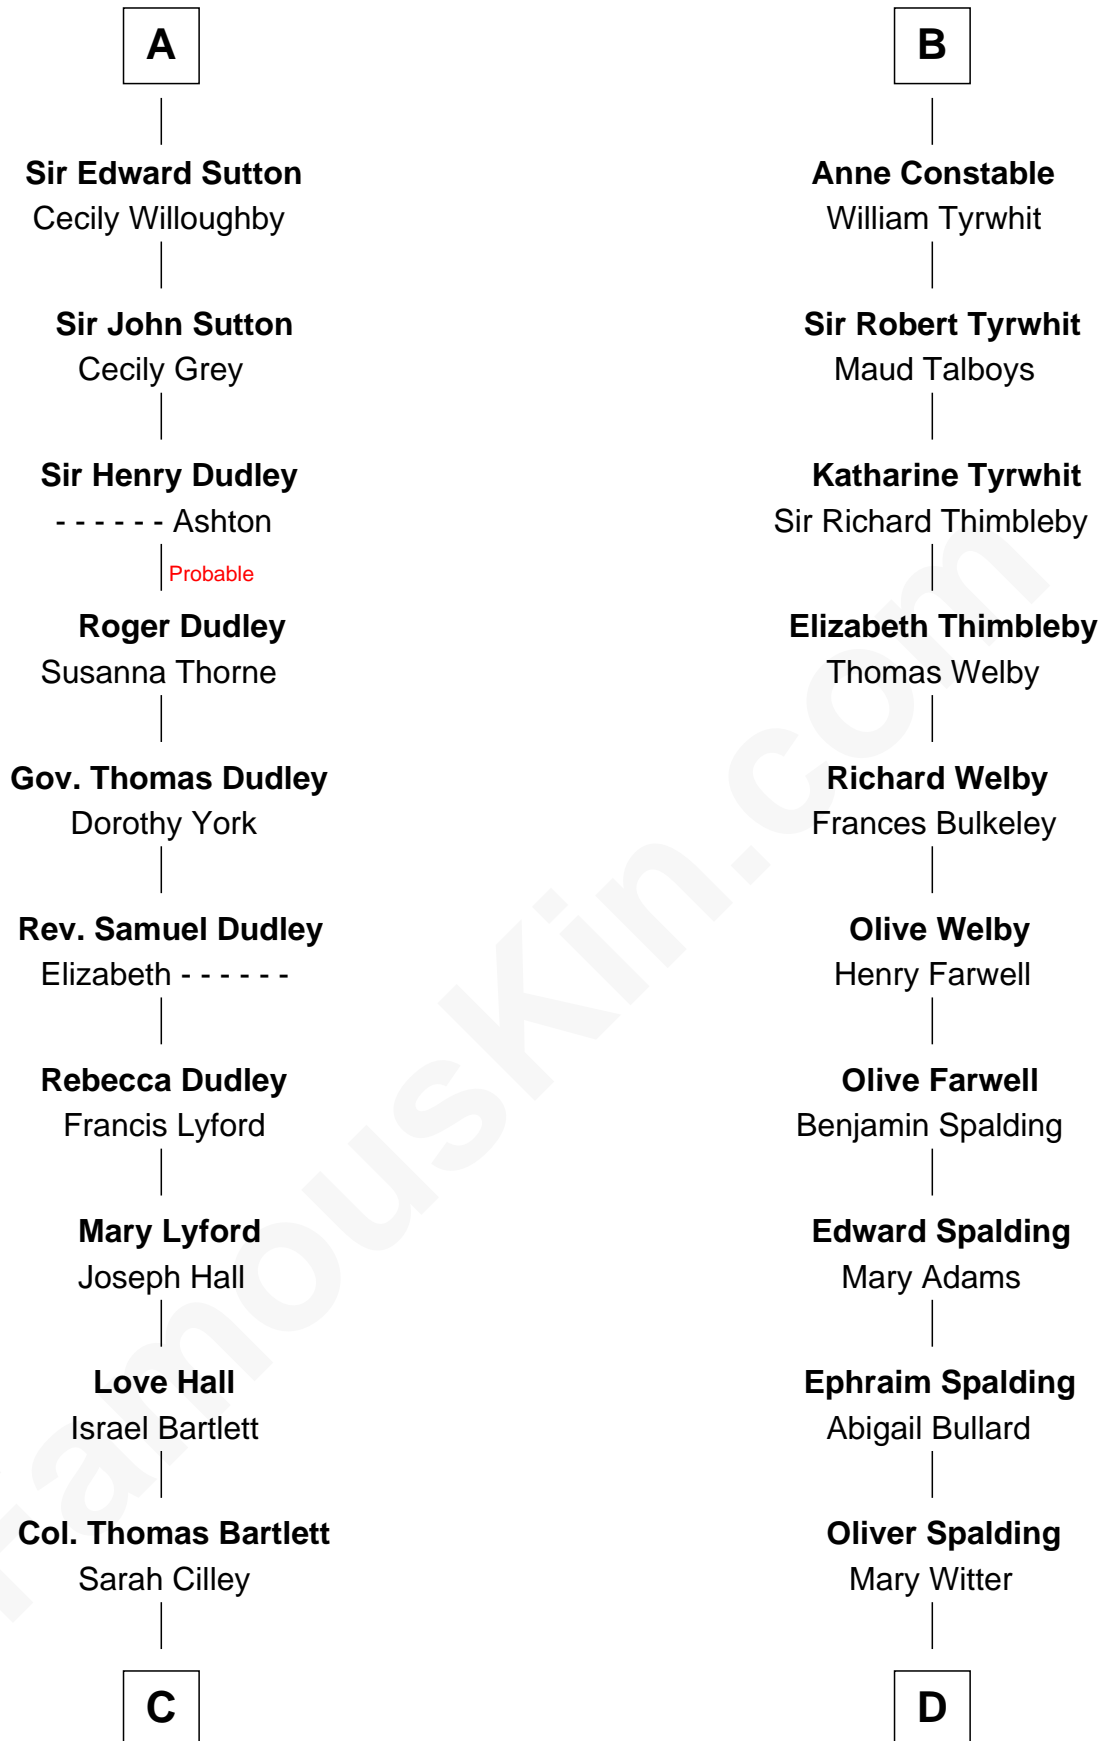 A
Sir Edward Sutton
Cecily Willoughby
Sir John Sutton
Cecily Grey
Sir Henry Dudley
- - - - - - Ashton
Probable
Roger Dudley
Susanna Thorne
Gov. Thomas Dudley
Dorothy York
Rev. Samuel Dudley
Elizabeth - - - - - -
Rebecca Dudley
Francis Lyford
Mary Lyford
Joseph Hall
Love Hall
Israel Bartlett
Col. Thomas Bartlett
Sarah Cilley
C
B
Anne Constable
William Tyrwhit
Sir Robert Tyrwhit
Maud Talboys
Katharine Tyrwhit
Sir Richard Thimbleby
Elizabeth Thimbleby
Thomas Welby
Richard Welby
Frances Bulkeley
Olive Welby
Henry Farwell
Olive Farwell
Benjamin Spalding
Edward Spalding
Mary Adams
Ephraim Spalding
Abigail Bullard
Oliver Spalding
Mary Witter
D
FamousKin.com